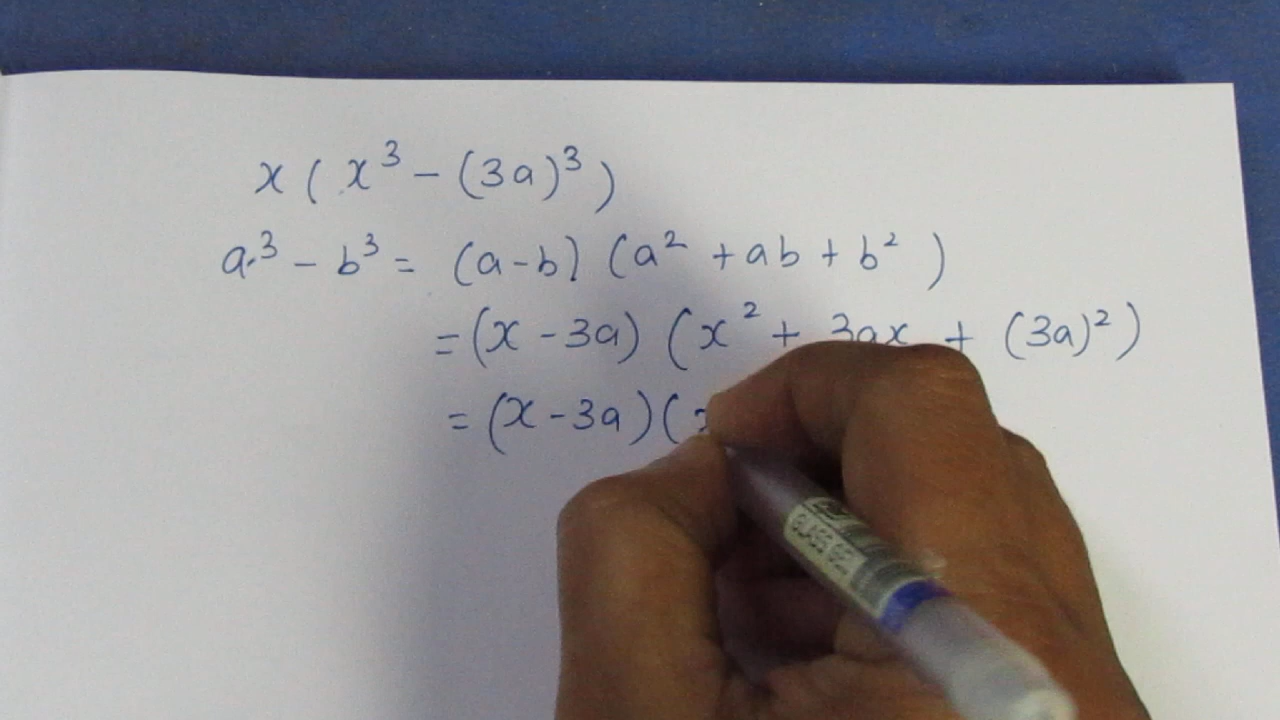 x ( x³ - (3a)³ )
a³ - b³ = (a-b) (a² + ab + b² )
= (x - 3a) (x² + 3ax + (3a)² )
= (x - 3a) (